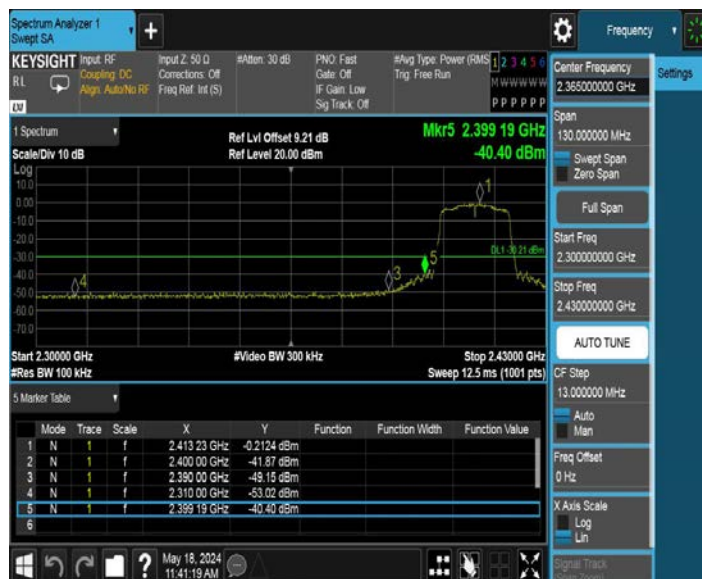 Spectrum Analyzer 1
Swept SA
+
Frequency
KEYSIGHT
RL
Input: RF
Coupling: DC
Align: Auto/No RF
Input Z: 50 Ω
Corrections: Off
Freq Ref: Int (S)
#Atten: 30 dB
PNO: Fast
Gate: Off
IF Gain: Low
Sig Track: Off
#Avg Type: Power (RMS
Trig: Free Run
1 2 3 4 5 6
M W W W W W
P P P P P P
1 Spectrum
Scale/Div 10 dB
Ref Lvl Offset 9.21 dB
Ref Level 20.00 dBm
Mkr5 2.399 19 GHz
-40.40 dBm
Log
10.0
0.00
-10.0
-20.0
-30.0
-40.0
-50.0
-60.0
-70.0
1
3
4
5
DL1 -30.21 dBm
Start 2.30000 GHz
#Res BW 100 kHz
#Video BW 300 kHz
Stop 2.43000 GHz
Sweep 12.5 ms (1001 pts)
5 Marker Table
Mode Trace Scale X Y Function Function Width Function Value
1 N 1 f 2.413 23 GHz -0.2124 dBm
2 N 1 f 2.400 00 GHz -41.87 dBm
3 N 1 f 2.390 00 GHz -49.15 dBm
4 N 1 f 2.310 00 GHz -53.02 dBm
5 N 1 f 2.399 19 GHz -40.40 dBm
6
?
May 18, 2024
11:41:19 AM
Center Frequency
2.365000000 GHz
Settings
Span
130.000000 MHz
Swept Span
Zero Span
Full Span
Start Freq
2.300000000 GHz
Stop Freq
2.430000000 GHz
AUTO TUNE
CF Step
13.000000 MHz
Auto
Man
Freq Offset
0 Hz
X Axis Scale
Log
Lin
Signal Track